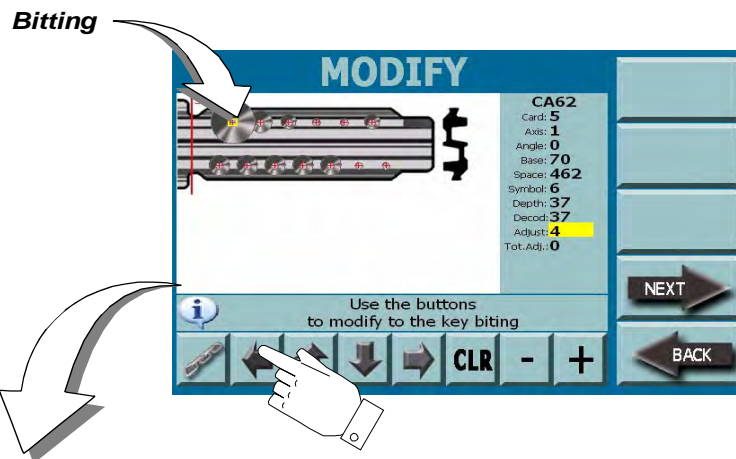 Bitting
MODIFY
CA62
Card: 5
Axis: 1
Angle: 0
Base: 70
Space: 462
Symbol: 6
Depth: 37
Decod: 37
Adjust: 4
Tot.Adj.: 0
Use the buttons
to modify to the key biting
CLR - +
NEXT
BACK